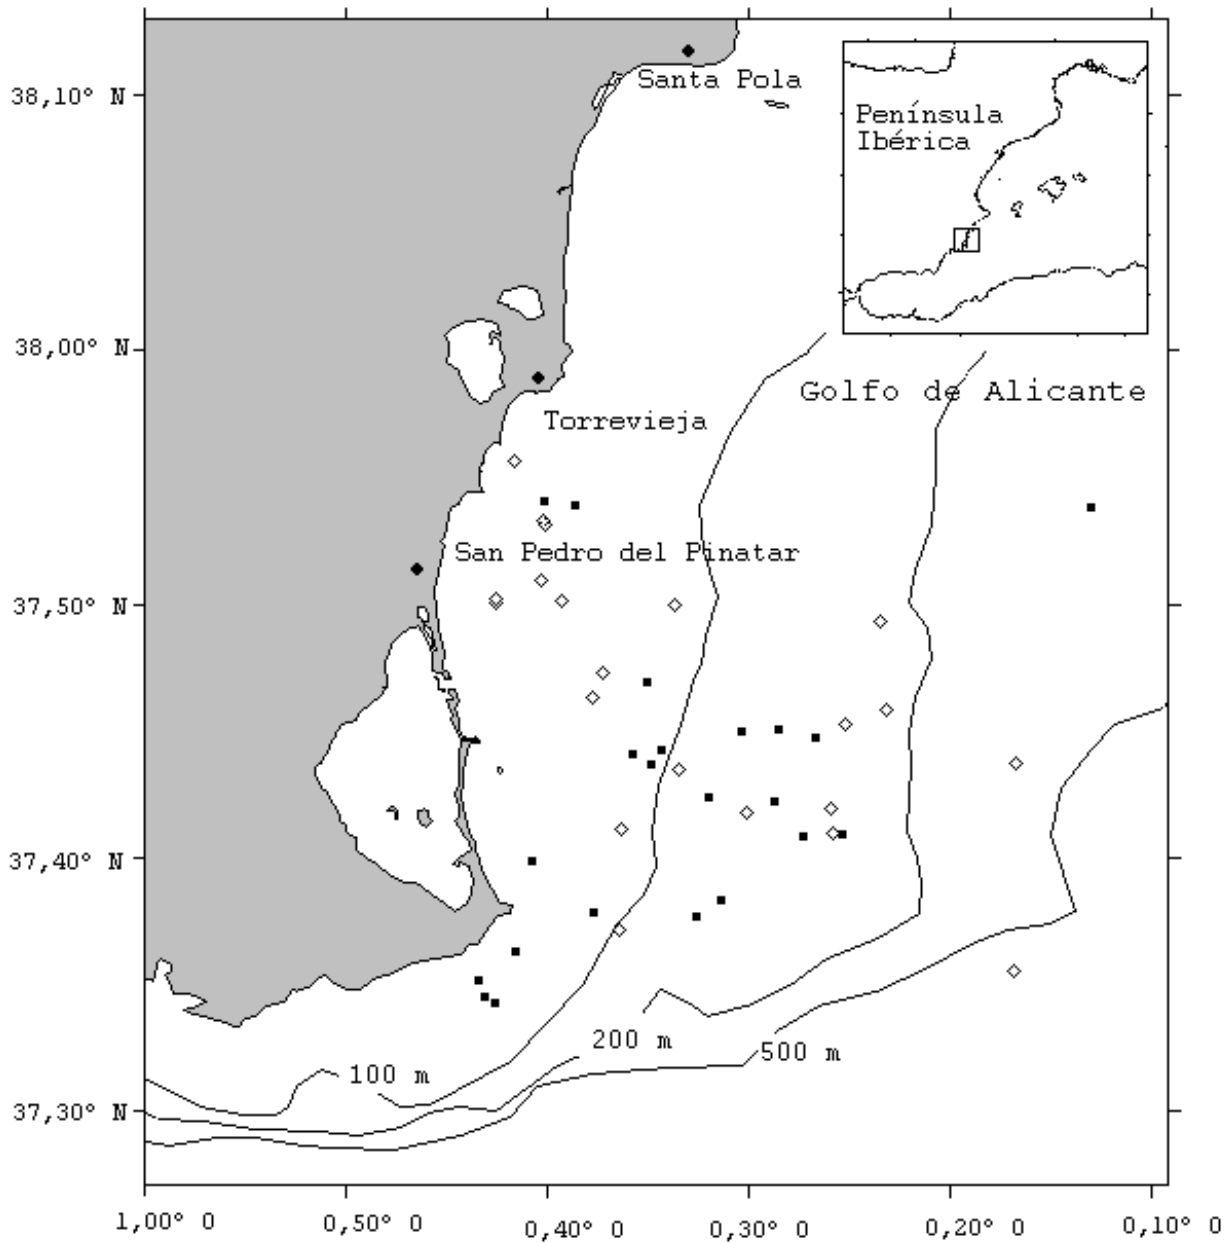 Santa Pola
38,10° N
Península
Ibérica
38,00° N
Golfo de Alicante
Torrevieja
San Pedro del Pinatar
37,50° N
37,40° N
200 m
500 m
100 m
37,30° N
1,00° O
0,50° O
0,40° O
0,30° O
0,20° O
0,10° O